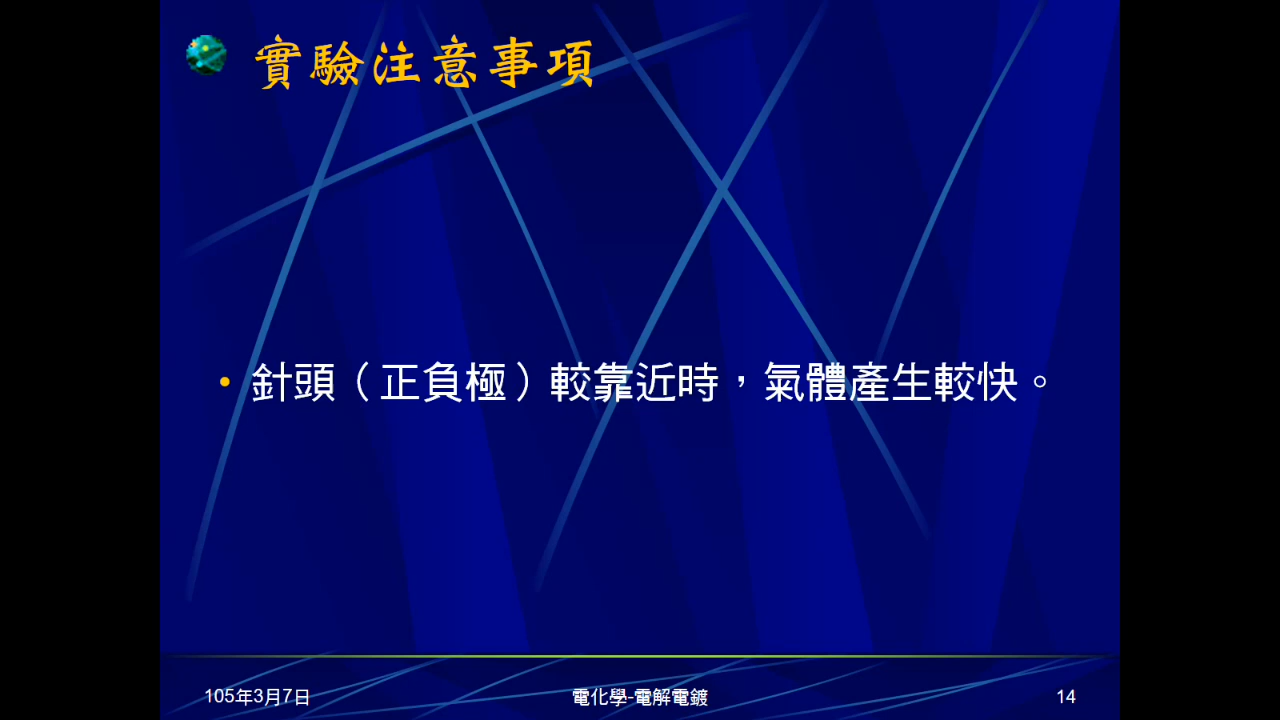 實驗注意事項
• 針頭（正負極）較靠近時，氣體產生較快。
105年3月7日
電化學-電解電鍍
14